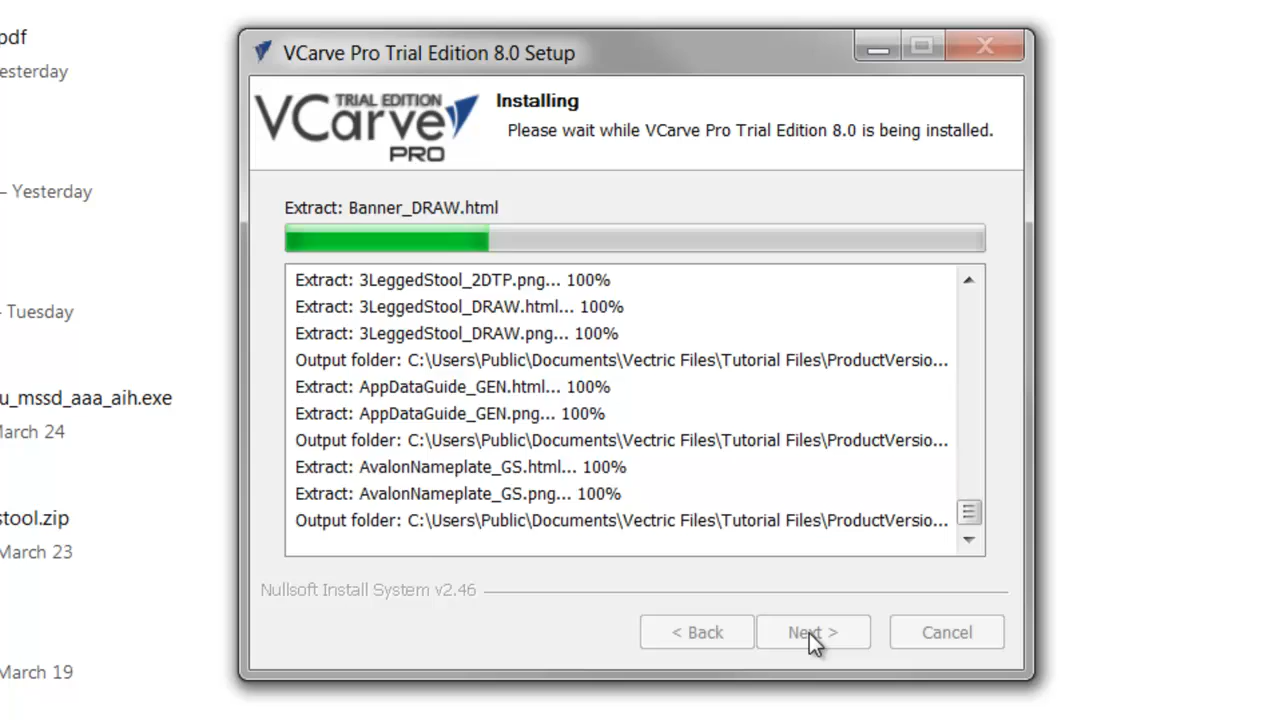 pdf
esterday
– Yesterday
- Tuesday
u_mssd_aaa_aih.exe
March 24
stool.zip
March 23
March 19
VCarve Pro Trial Edition 8.0 Setup
TRIAL EDITION
VCarve
PRO
Installing
Please wait while VCarve Pro Trial Edition 8.0 is being installed.
Extract: Banner_DRAW.html
Extract: 3LeggedStool_2DTP.png... 100%
Extract: 3LeggedStool_DRAW.html... 100%
Extract: 3LeggedStool_DRAW.png... 100%
Output folder: C:\Users\Public\Documents\Vectric Files\Tutorial Files\ProductVersio...
Extract: AppDataGuide_GEN.html... 100%
Extract: AppDataGuide_GEN.png... 100%
Output folder: C:\Users\Public\Documents\Vectric Files\Tutorial Files\ProductVersio...
Extract: AvalonNameplate_GS.html... 100%
Extract: AvalonNameplate_GS.png... 100%
Output folder: C:\Users\Public\Documents\Vectric Files\Tutorial Files\ProductVersio...
Nullsoft Install System v2.46
< Back
Next >
Cancel